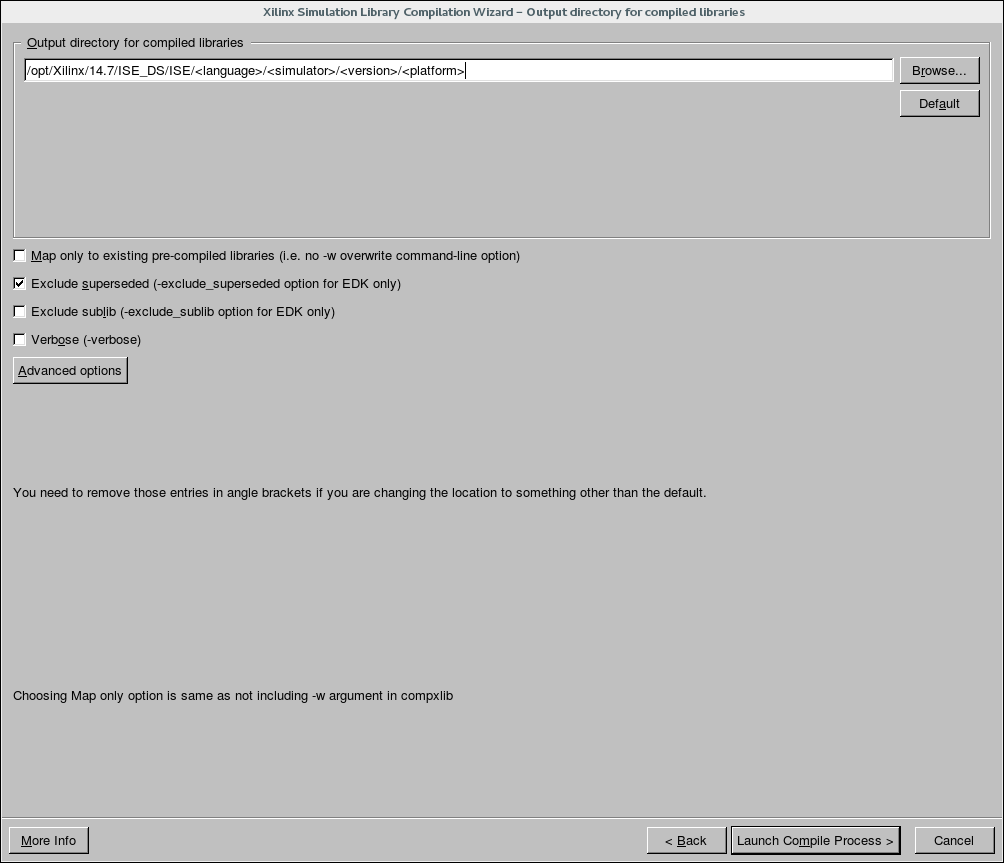 Xilinx Simulation Library Compilation Wizard – Output directory for compiled libraries
Output directory for compiled libraries
/opt/Xilinx/14.7/ISE_DS/ISE/<language>/<simulator>/<version>/<platform>
Browse...
Default
Map only to existing pre-compiled libraries (i.e. no -w overwrite command-line option)
Exclude superseded (-exclude_superseded option for EDK only)
Exclude sublib (-exclude_sublib option for EDK only)
Verbose (-verbose)
Advanced options
You need to remove those entries in angle brackets if you are changing the location to something other than the default.
Choosing Map only option is same as not including -w argument in compxlib
More Info
< Back
Launch Compile Process >
Cancel